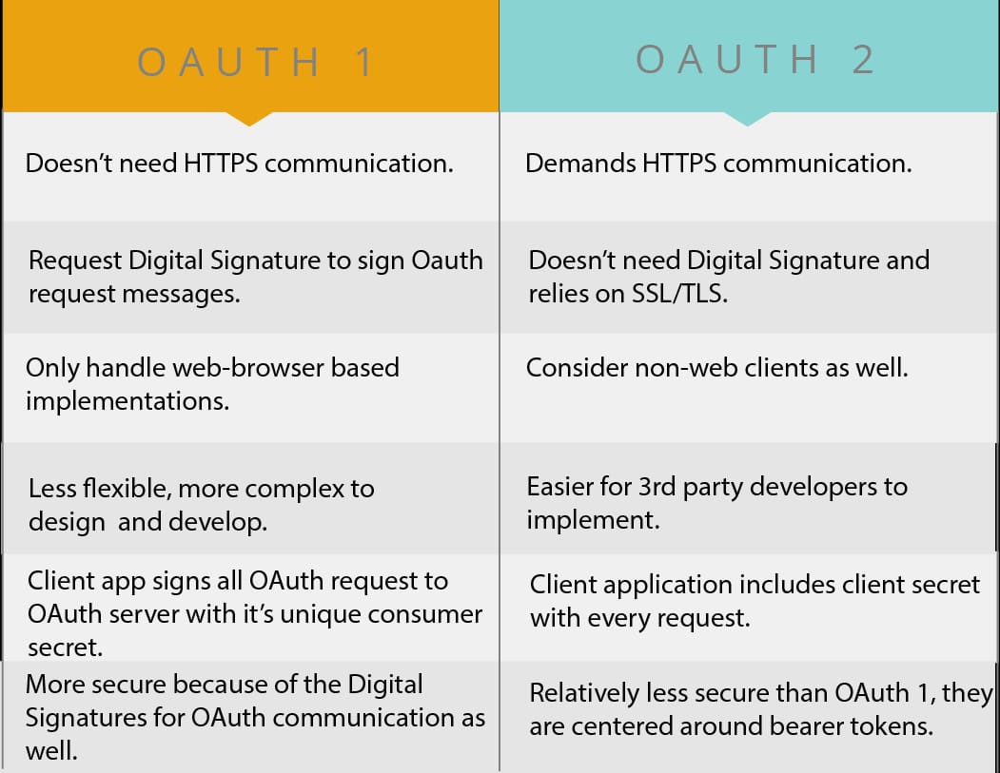 OAUTH 1
OAUTH 2
Doesn’t need HTTPS communication.
Demands HTTPS communication.
Request Digital Signature to sign Oauth
request messages.
Doesn’t need Digital Signature and
relies on SSL/TLS.
Only handle web-browser based
implementations.
Consider non-web clients as well.
Less flexible, more complex to
design  and develop.
Easier for 3rd party developers to
implement.
Client app signs all OAuth request to
OAuth server with it’s unique consumer
secret.
Client application includes client secret
with every request.
More secure because of the Digital
Signatures for OAuth communication as
well.
Relatively less secure than OAuth 1, they
are centered around bearer tokens.